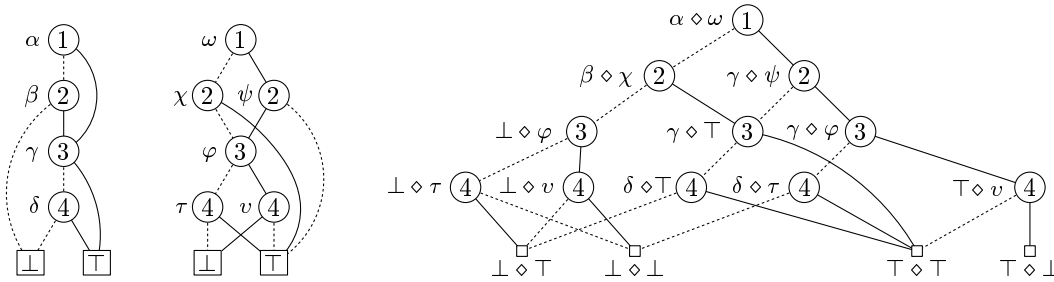 α 1
β 2
γ 3
δ 4
⊥ ⊤
ω 1
χ 2 ψ 2
φ 3
τ 4 υ 4
⊥ ⊤
α ⋄ ω 1
β ⋄ χ 2 γ ⋄ ψ 2
⊥ ⋄ φ 3 γ ⋄ ⊤ 3 γ ⋄ φ 3
⊥ ⋄ τ 4 ⊥ ⋄ υ 4 δ ⋄ ⊤ 4 δ ⋄ τ 4 ⊤ ⋄ υ 4
⊥ ⋄ ⊤ ⊥ ⋄ ⊥ ⊤ ⋄ ⊤ ⊤ ⋄ ⊥